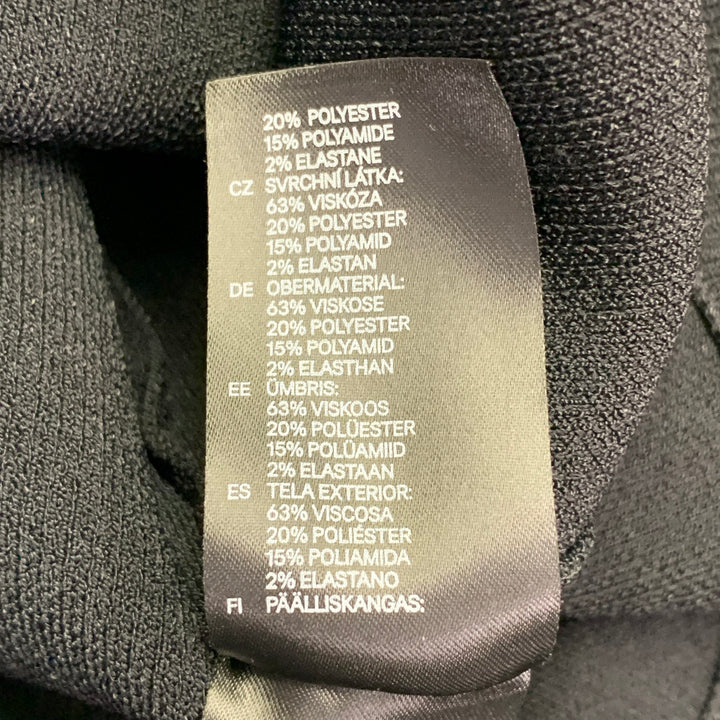 20% POLYESTER
15% POLYAMIDE
2% ELASTANE
CZ SVRCHNÍ LÁTKA:
63% VISKÓZA
20% POLYESTER
15% POLYAMID
2% ELASTAN
DE OBERMATERIAL:
63% VISKOSE
20% POLYESTER
15% POLYAMID
2% ELASTHAN
EE ÜMBRIS:
63% VISKOOS
20% POLÜESTER
15% POLÜAMIID
2% ELASTAAN
ES TELA EXTERIOR:
63% VISCOSA
20% POLIÉSTER
15% POLIAMIDA
2% ELASTANO
FI PÄÄLLISKANGAS: